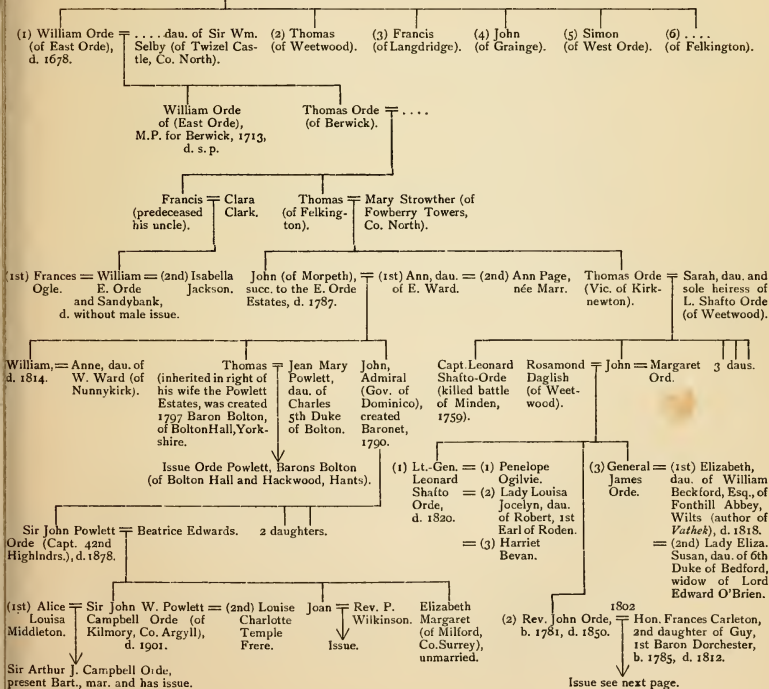 (1) William Orde = .... dau. of Sir Wm.
(of East Orde), Selby (of Twizel Cas-
d. 1678. tle, Co. North).
(2) Thomas
(of Weetwood).
(3) Francis
(of Langdridge).
(4) John
(of Grainge).
(5) Simon
(of West Orde).
(6) ....
(of Felkington).
William Orde
of (East Orde),
M.P. for Berwick, 1713,
d. s. p.
Thomas Orde = ....
(of Berwick).
Francis = Clara
(predeceased Clark.
his uncle).
Thomas = Mary Strowther (of
(of Felking- Fowberry Towers,
ton). Co. North).
(1st) Frances = William = (2nd) Isabella
Ogle. E. Orde Jackson.
and Sandybank,
d. without male issue.
John (of Morpeth), = (1st) Ann, dau. = (2nd) Ann Page,
succ. to the E. Orde of E. Ward. née Marr.
Estates, d. 1787.
Thomas Orde = Sarah, dau. and
(Vic. of Kirk- sole heiress of
newton). L. Shafto Orde
(of Weetwood).
William, = Anne, dau. of
d. 1814. W. Ward (of
Nunnykirk).
Thomas = Jean Mary
(inherited in right of Powlett,
his wife the Powlett dau. of
Estates, was created Charles
1797 Baron Bolton, 5th Duke
of Bolton Hall, York- of Bolton.
shire.
John,
Admiral
(Gov. of
Dominico),
created
Baronet,
1790.
Capt. Leonard
Shafto-Orde
(killed battle
of Minden,
1759).
Rosamond = John = Margaret
Daglish Ord.
(of Weet-
wood).
3 daus.
Issue Orde Powlett, Barons Bolton
(of Bolton Hall and Hackwood, Hants).
(1) Lt.-Gen. = (1) Penelope
Leonard Ogilvie.
Shafto = (2) Lady Louisa
Orde, Jocelyn, dau.
d. 1820. of Robert, 1st
Earl of Roden.
= (3) Harriet
Bevan.
(3) General = (1st) Elizabeth,
James dau. of William
Orde. Beckford, Esq., of
Fonthill Abbey,
Wilts (author of
Vathek), d. 1818.
= (2nd) Lady Eliza.
Susan, dau. of 6th
Duke of Bedford,
widow of Lord
Edward O'Brien.
Sir John Powlett = Beatrice Edwards.
Orde (Capt. 42nd
Highlndrs.), d. 1878.
2 daughters.
(1st) Alice = Sir John W. Powlett = (2nd) Louise
Louisa Campbell Orde (of Charlotte
Middleton. Kilmory, Co. Argyll), Temple
d. 1901. Frere.
Joan = Rev. P.
Wilkinson.
Issue.
Elizabeth
Margaret
(of Milford,
Co. Surrey),
unmarried.
1802
(2) Rev. John Orde, = Hon. Frances Carleton,
b. 1781, d. 1850. 2nd daughter of Guy,
1st Baron Dorchester,
b. 1785, d. 1812.
Sir Arthur J. Campbell Orde,
present Bart., mar. and has issue.
Issue see next page.